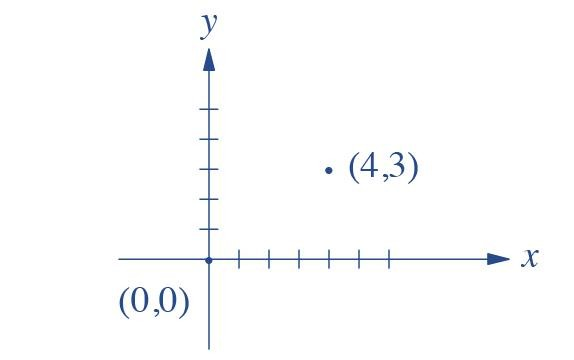 y
(4,3)
x
(0,0)